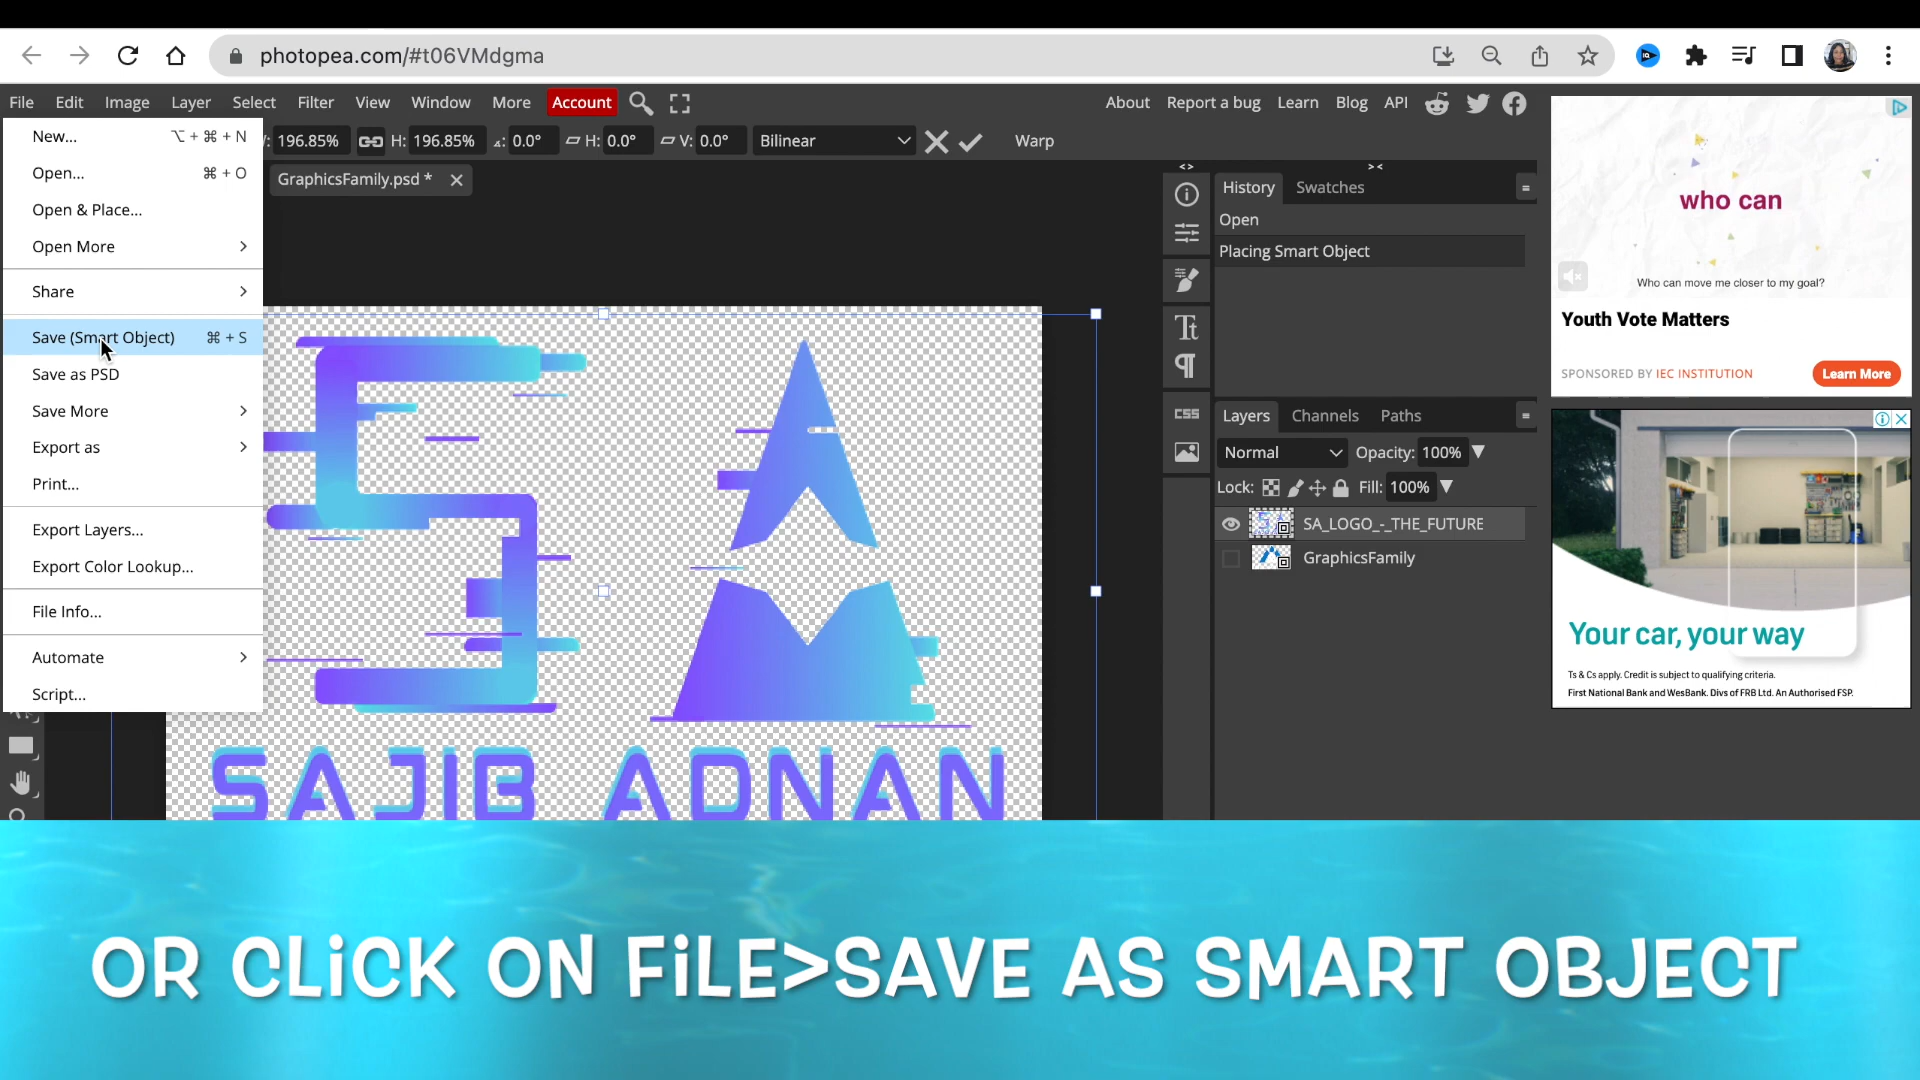 photopea.com/#t06VMdgma
File Edit Image Layer Select Filter View Window More Account
About Report a bug Learn Blog API
: 196.85% H: 196.85% 0.0° H: 0.0° V: 0.0° Bilinear Warp
GraphicsFamily.psd *
New... ⌥ + ⌘ + N
Open... ⌘ + O
Open & Place...
Open More
Share
Save (Smart Object) ⌘ + S
Save as PSD
Save More
Export as
Print...
Export Layers...
Export Color Lookup...
File Info...
Automate
Script...
SAJIB ADNAN
<> ><
History Swatches
Open
Placing Smart Object
CSS
Layers Channels Paths
Normal Opacity: 100%
Lock: Fill: 100%
SA_LOGO_-_THE_FUTURE
GraphicsFamily
who can
Who can move me closer to my goal?
Youth Vote Matters
SPONSORED BY IEC INSTITUTION
Learn More
Your car, your way
Ts & Cs apply. Credit is subject to qualifying criteria.
First National Bank and WesBank. Divs of FRB Ltd. An Authorised FSP.
OR CLiCK ON FiLE>SAVE AS SMART OBJECT